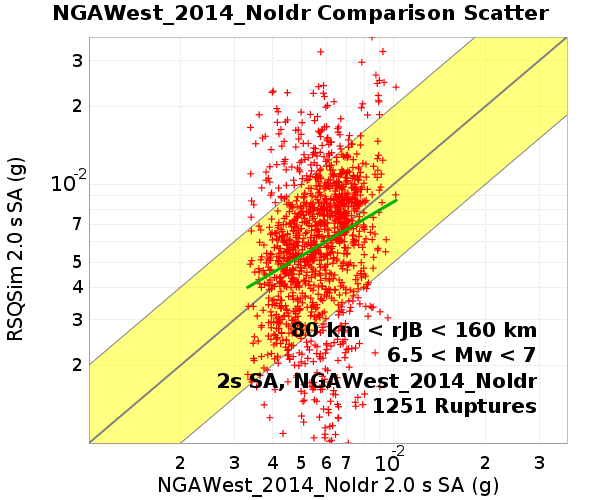 NGAWest_2014_NoIdr Comparison Scatter
RSQSim 2.0 s SA (g)
3
2
10-2
7
5
4
3
2
80 km < rJB < 160 km
6.5 < Mw < 7
2s SA, NGAWest_2014_NoIdr
1251 Ruptures
2 3 4 5 6 7 10-2 2 3
NGAWest_2014_NoIdr 2.0 s SA (g)